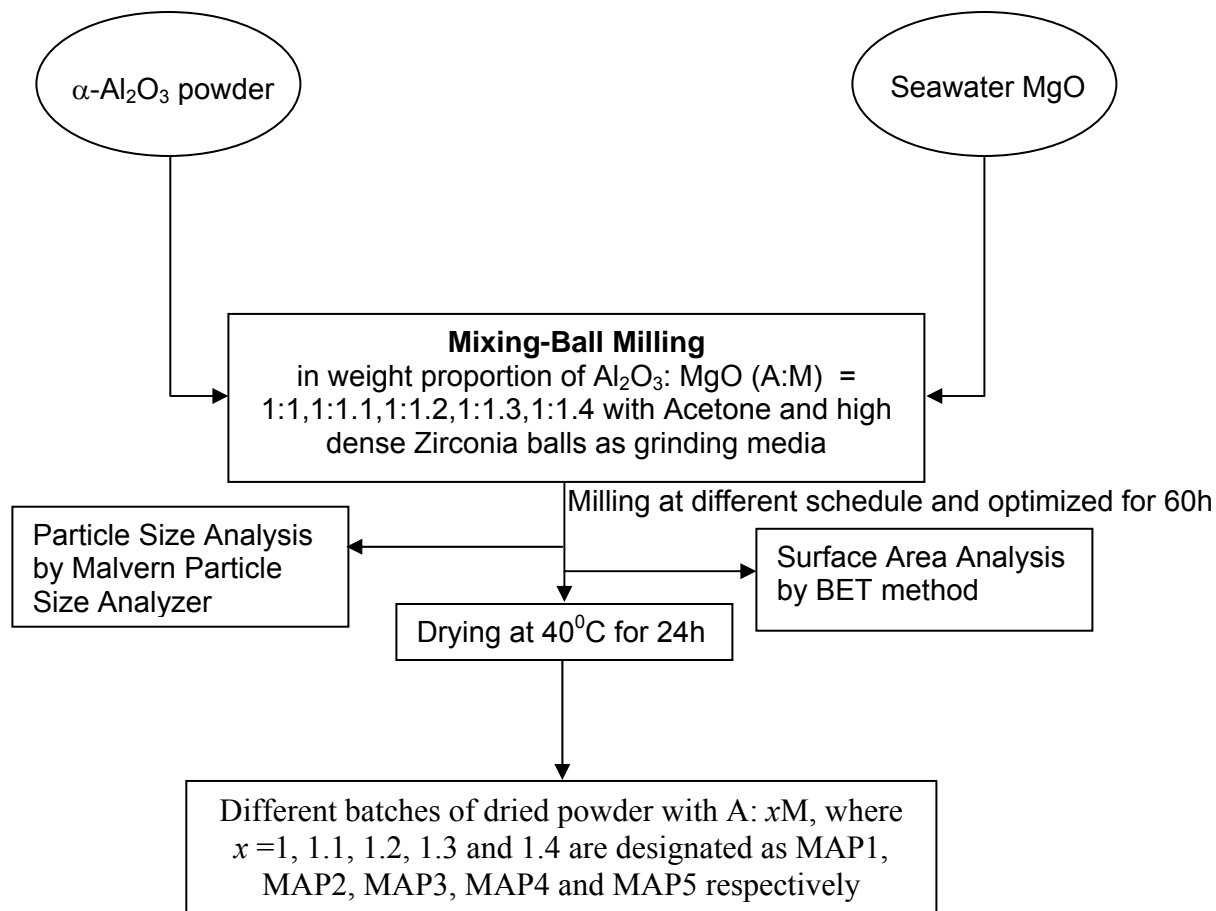 α-Al₂O₃ powder
Seawater MgO
Mixing-Ball Milling
in weight proportion of Al₂O₃: MgO (A:M) =
1:1,1:1.1,1:1.2,1:1.3,1:1.4 with Acetone and high
dense Zirconia balls as grinding media
Milling at different schedule and optimized for 60h
Particle Size Analysis
by Malvern Particle
Size Analyzer
Surface Area Analysis
by BET method
Drying at 40⁰C for 24h
Different batches of dried powder with A: xM, where
x =1, 1.1, 1.2, 1.3 and 1.4 are designated as MAP1,
MAP2, MAP3, MAP4 and MAP5 respectively